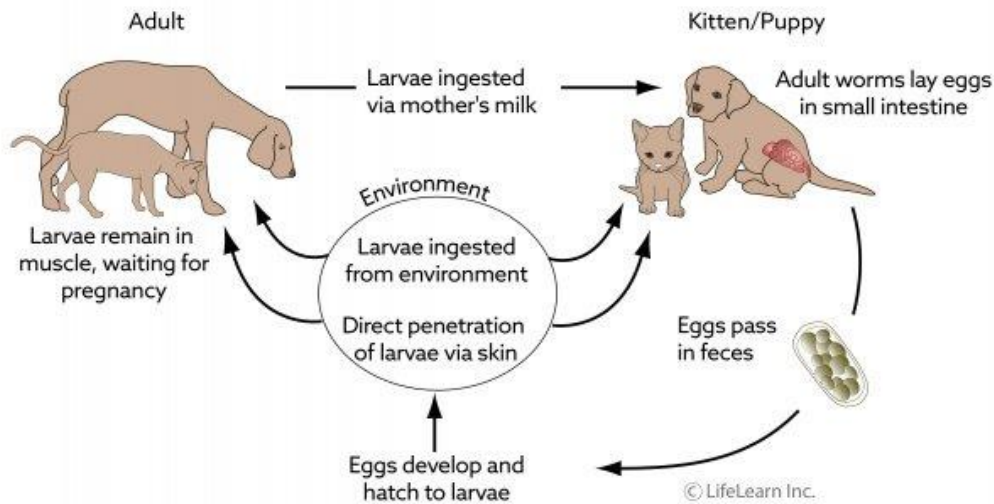 Adult
Kitten/Puppy
Larvae ingested
via mother's milk
Adult worms lay eggs
in small intestine
Environment
Larvae remain in
muscle, waiting for
pregnancy
Larvae ingested
from environment
Direct penetration
of larvae via skin
Eggs pass
in feces
Eggs develop and
hatch to larvae
© LifeLearn Inc.